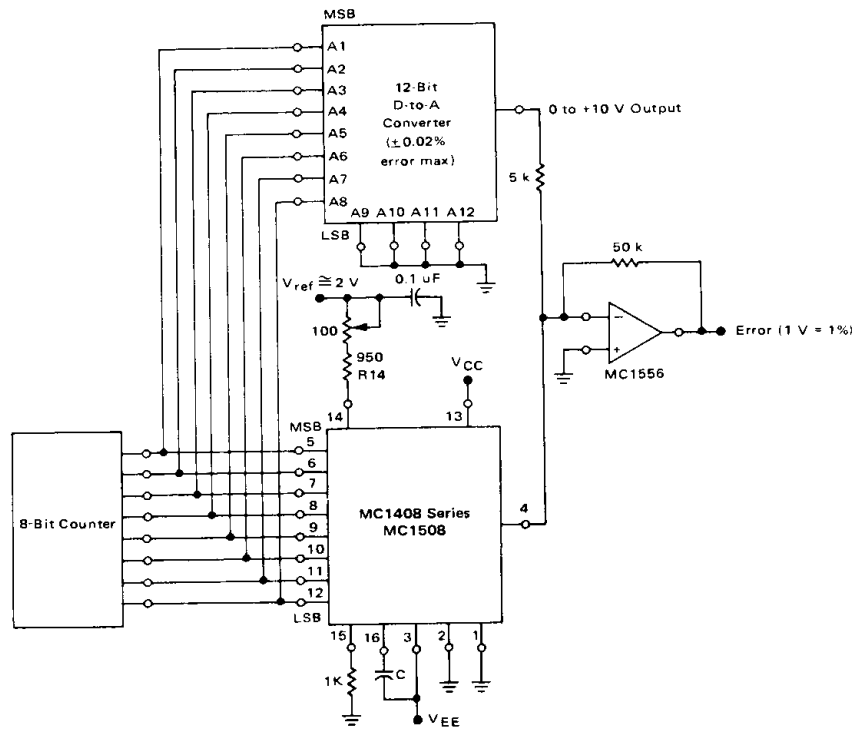 MSB
A1
A2
A3
A4
A5
A6
A7
A8
12-Bit
D-to-A
Converter
(±0.02%
error max)
A9 A10 A11 A12
LSB
0 to +10 V Output
5 k
50 k
Vref ≅ 2 V
0.1 uF
100
950
R14
VCC
−
+
MC1556
Error (1 V = 1%)
14
13
MSB
5
6
7
8
9
10
11
12
LSB
8-Bit Counter
MC1408 Series
MC1508
4
15 16 3 2 1
1K
C
VEE